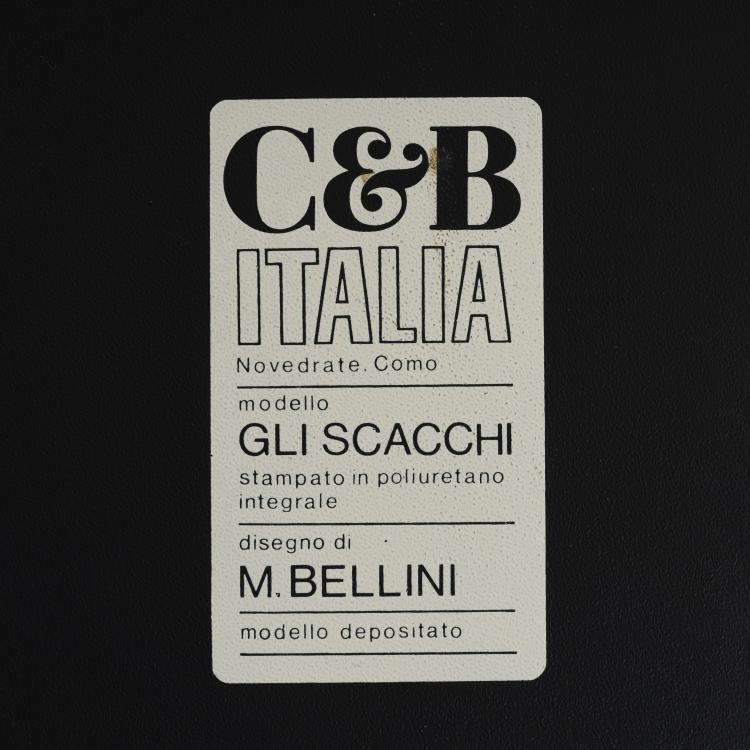 C&B
ITALIA
Novedrate. Como
modello
GLI SCACCHI
stampato in poliuretano
integrale
disegno di
M. BELLINI
modello depositato